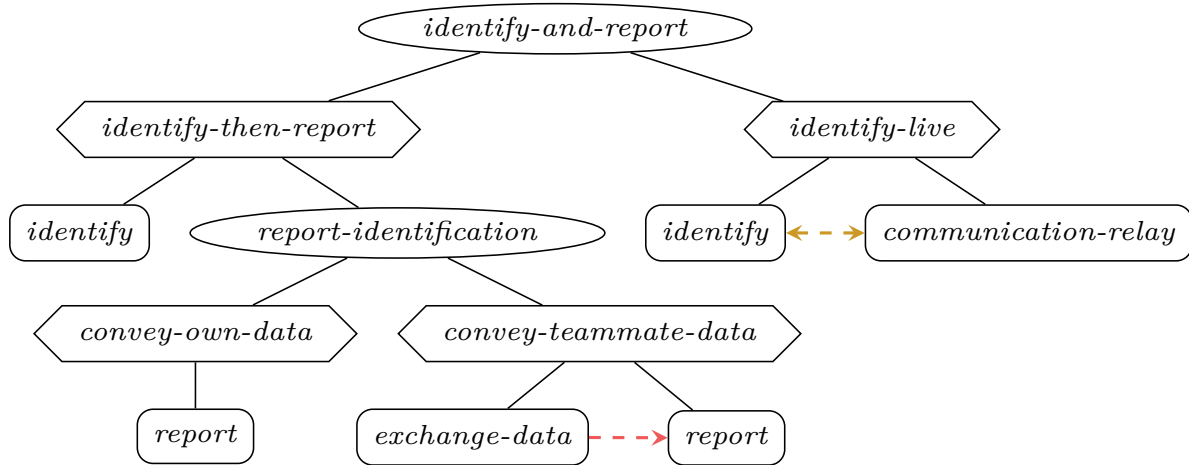 identify-and-report
identify-then-report
identify-live
identify
report-identification
identify
communication-relay
convey-own-data
convey-teammate-data
report
exchange-data
report